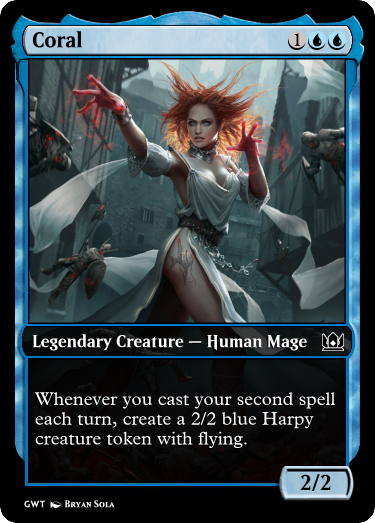 Coral 1
Legendary Creature — Human Mage
Whenever you cast your second spell
each turn, create a 2/2 blue Harpy
creature token with flying.
2/2
GWT Bryan Sola